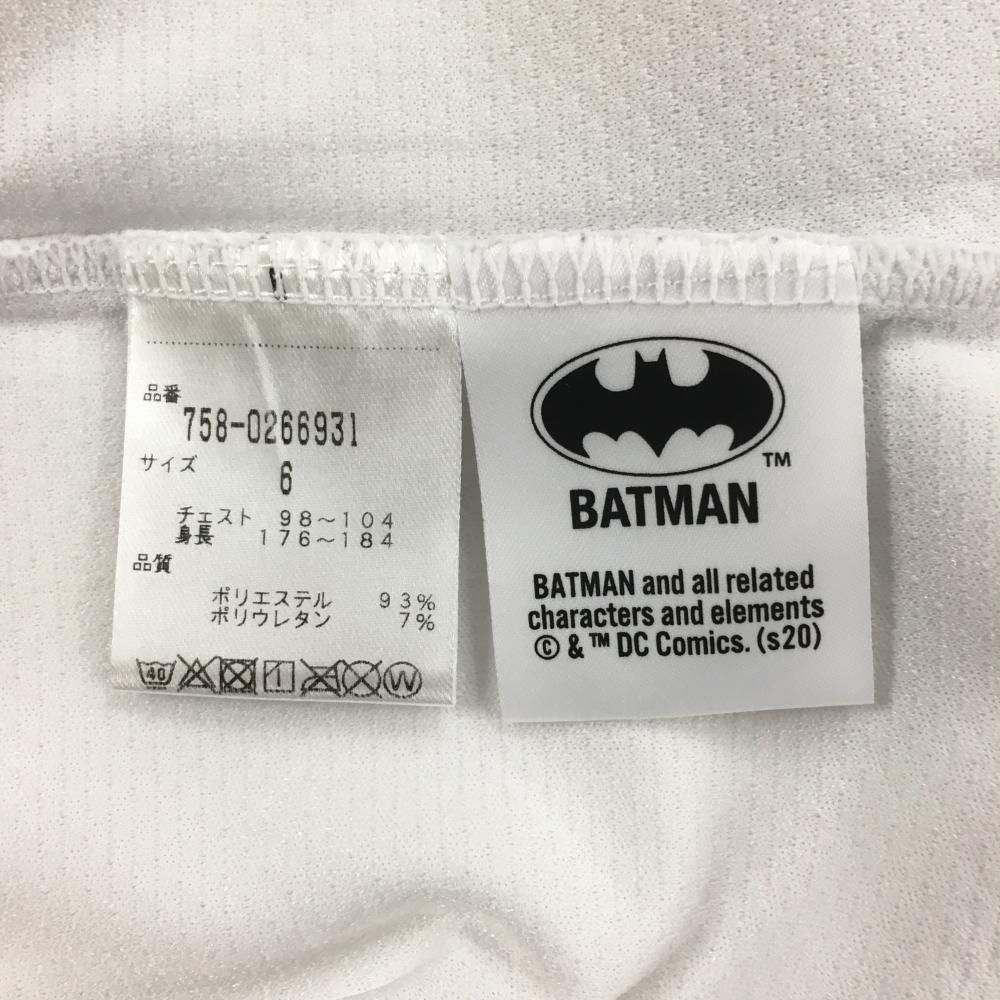 品番
758-0266931
サイズ
6
チェスト 98~104
身長 176~184
品質
ポリエステル 93%
ポリウレタン 7%
40
W
BATMAN
TM
BATMAN and all related
characters and elements
© & ™ DC Comics. (s20)